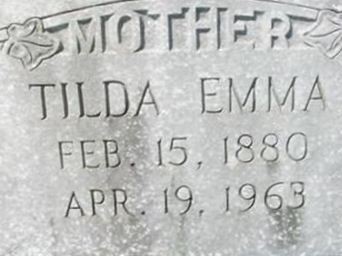 MOTHER
TILDA EMMA
FEB. 15, 1880
APR. 19, 1963